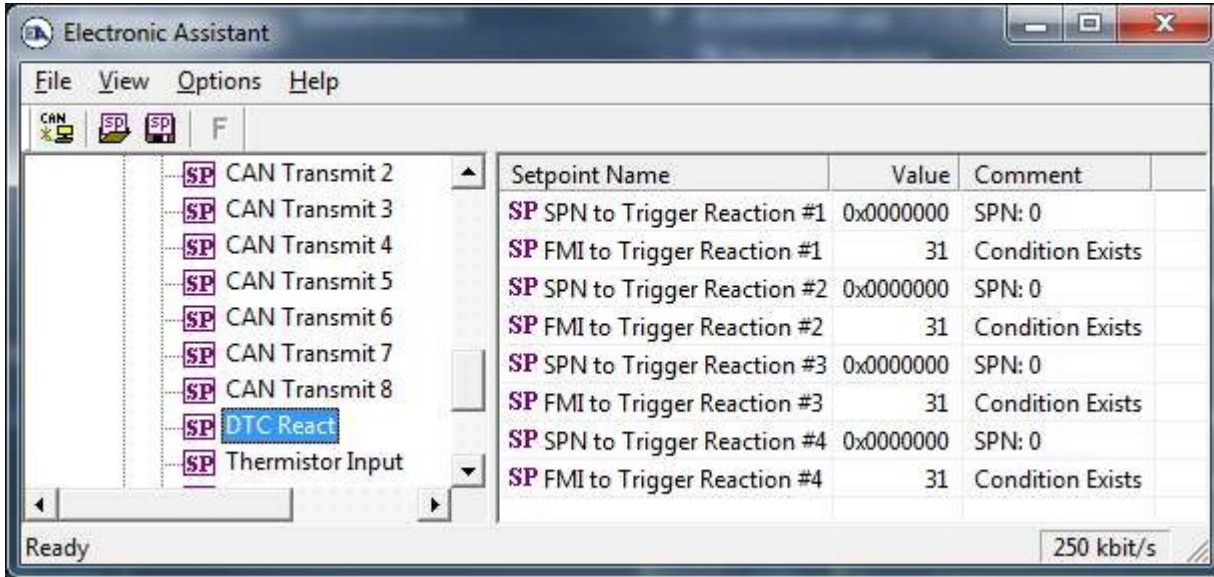 EA Electronic Assistant
File View Options Help
CAN SP SP F
SP CAN Transmit 2
SP CAN Transmit 3
SP CAN Transmit 4
SP CAN Transmit 5
SP CAN Transmit 6
SP CAN Transmit 7
SP CAN Transmit 8
SP DTC React
SP Thermistor Input
Setpoint Name Value Comment
SP SPN to Trigger Reaction #1 0x0000000 SPN: 0
SP FMI to Trigger Reaction #1 31 Condition Exists
SP SPN to Trigger Reaction #2 0x0000000 SPN: 0
SP FMI to Trigger Reaction #2 31 Condition Exists
SP SPN to Trigger Reaction #3 0x0000000 SPN: 0
SP FMI to Trigger Reaction #3 31 Condition Exists
SP SPN to Trigger Reaction #4 0x0000000 SPN: 0
SP FMI to Trigger Reaction #4 31 Condition Exists
Ready 250 kbit/s